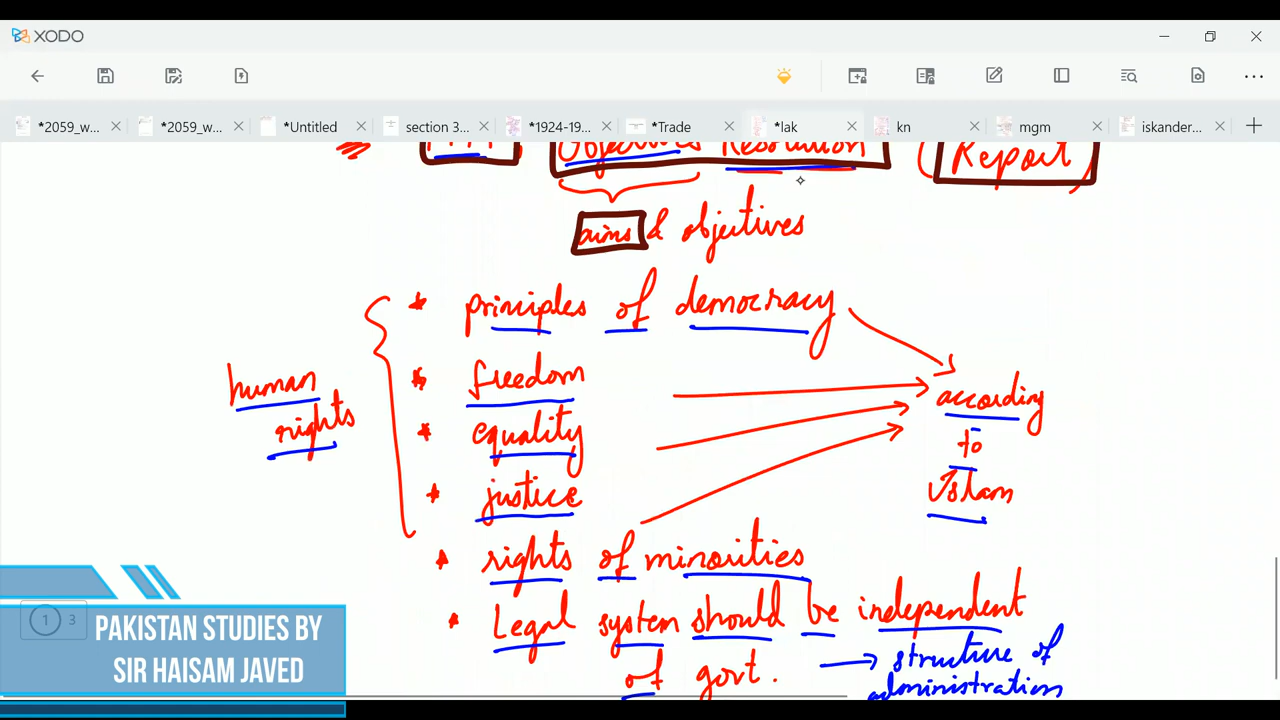 XODO
*2059_w...
*2059_w...
*Untitled
section 3...
*1924-19...
*Trade
*lak
kn
mgm
iskander...
Objectives Resolution
Report
aims & objectives
* principles of democracy
* freedom
* equality
* justice
human
rights
according
to
Islam
* rights of minorities
* Legal system should be independent
of govt. → structure of
administration
1 3
PAKISTAN STUDIES BY
SIR HAISAM JAVED